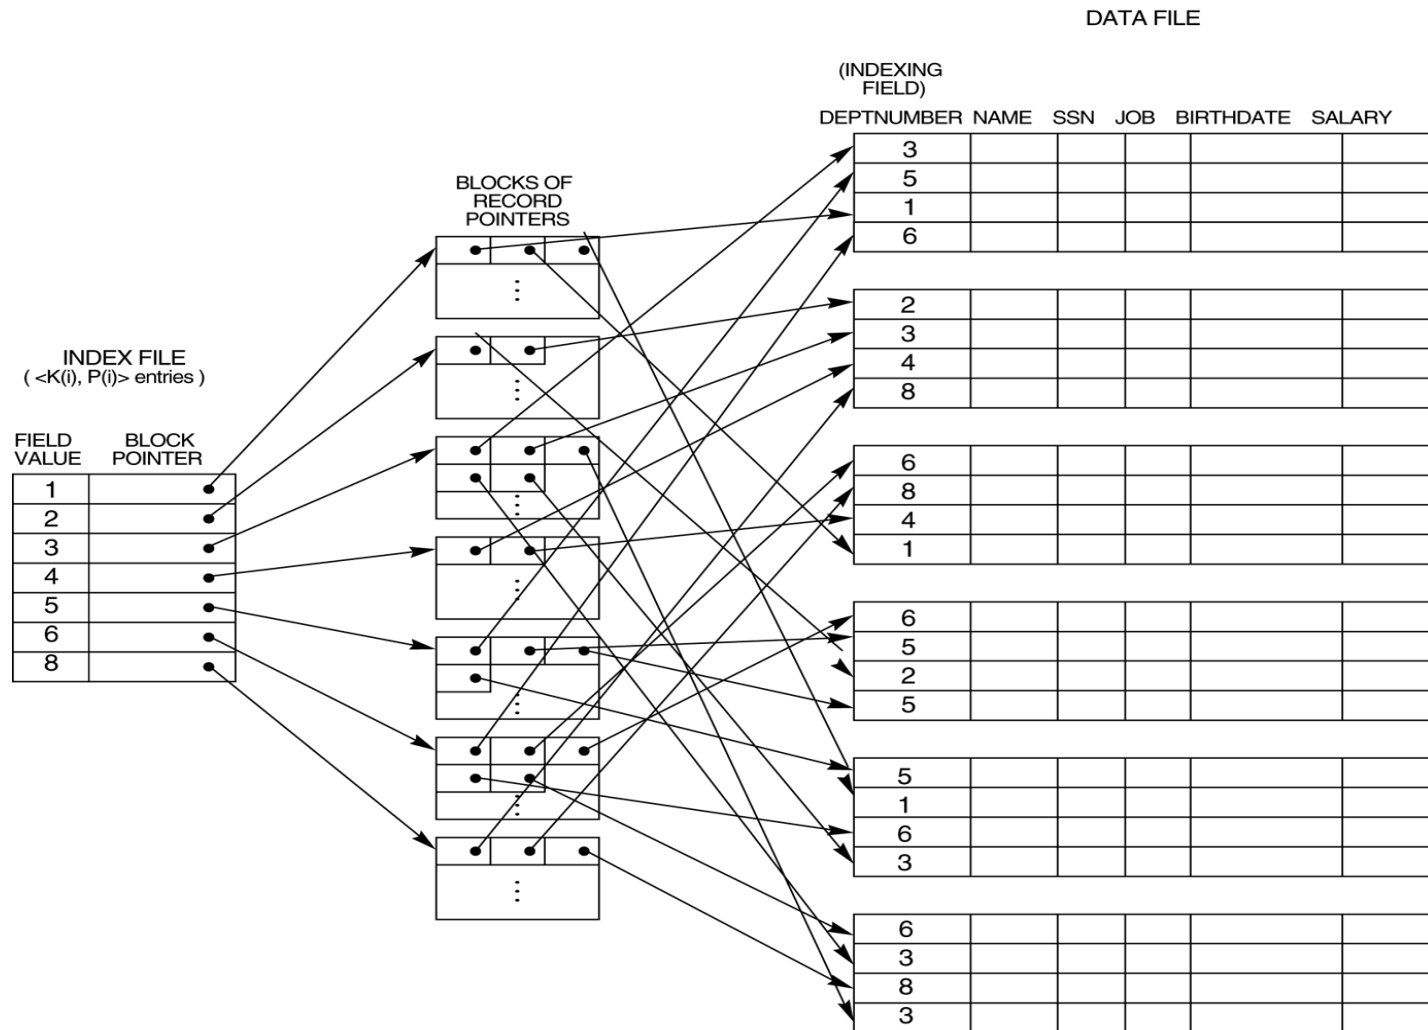 DATA FILE
(INDEXING
FIELD)
DEPTNUMBER NAME SSN JOB BIRTHDATE SALARY
3
5
1
6
2
3
4
8
6
8
4
1
6
5
2
5
5
1
6
3
6
3
8
3
BLOCKS OF
RECORD
POINTERS
INDEX FILE
( <K(i), P(i)> entries )
FIELD
VALUE
BLOCK
POINTER
1
2
3
4
5
6
8